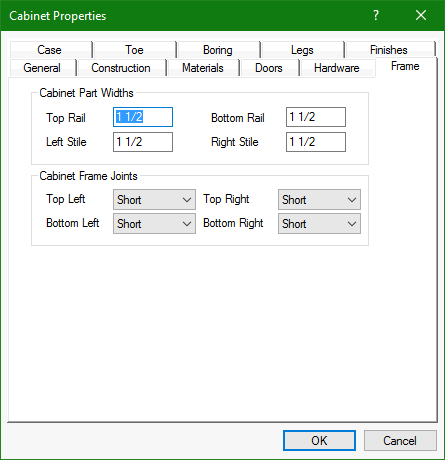 Cabinet Properties ?
Case Toe Boring Legs Finishes
General Construction Materials Doors Hardware Frame
Cabinet Part Widths
Top Rail 1 1/2 Bottom Rail 1 1/2
Left Stile 1 1/2 Right Stile 1 1/2
Cabinet Frame Joints
Top Left Short Top Right Short
Bottom Left Short Bottom Right Short
OK Cancel